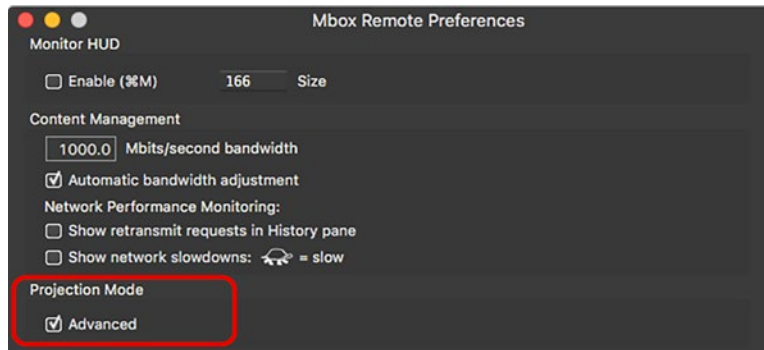 Mbox Remote Preferences
Monitor HUD
Enable (⌘M) 166 Size
Content Management
1000.0 Mbits/second bandwidth
Automatic bandwidth adjustment
Network Performance Monitoring:
Show retransmit requests in History pane
Show network slowdowns: = slow
Projection Mode
Advanced